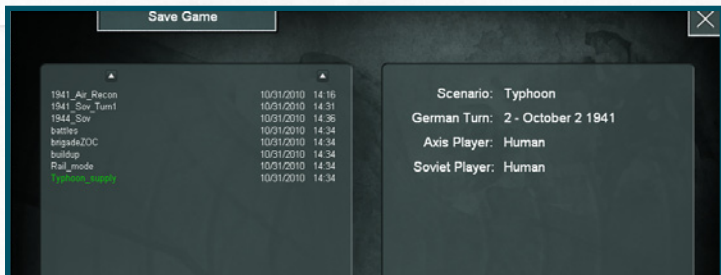 Save Game
1941_Air_Recon 10/31/2010 14:16
1941_Sov_Turn1 10/31/2010 14:31
1944_Sov 10/31/2010 14:36
battles 10/31/2010 14:34
brigadeZOC 10/31/2010 14:34
buildup 10/31/2010 14:34
Rail_mode 10/31/2010 14:34
Typhoon_supply 10/31/2010 14:34
Scenario: Typhoon
German Turn: 2 - October 2 1941
Axis Player: Human
Soviet Player: Human